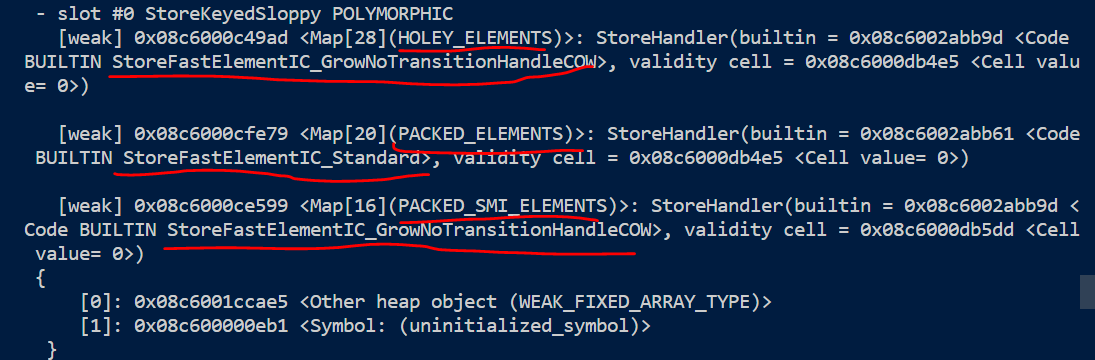 - slot #0 StoreKeyedSloppy POLYMORPHIC
[weak] 0x08c6000c49ad <Map[28](HOLEY_ELEMENTS)>: StoreHandler(builtin = 0x08c6002abb9d <Code
BUILTIN StoreFastElementIC_GrowNoTransitionHandleCOW>, validity cell = 0x08c6000db4e5 <Cell valu
e= 0>)
[weak] 0x08c6000cfe79 <Map[20](PACKED_ELEMENTS)>: StoreHandler(builtin = 0x08c6002abb61 <Code
BUILTIN StoreFastElementIC_Standard>, validity cell = 0x08c6000db4e5 <Cell value= 0>)
[weak] 0x08c6000ce599 <Map[16](PACKED_SMI_ELEMENTS)>: StoreHandler(builtin = 0x08c6002abb9d <
Code BUILTIN StoreFastElementIC_GrowNoTransitionHandleCOW>, validity cell = 0x08c6000db5dd <Cell
value= 0>)
{
[0]: 0x08c6001ccae5 <Other heap object (WEAK_FIXED_ARRAY_TYPE)>
[1]: 0x08c600000eb1 <Symbol: (uninitialized_symbol)>
}